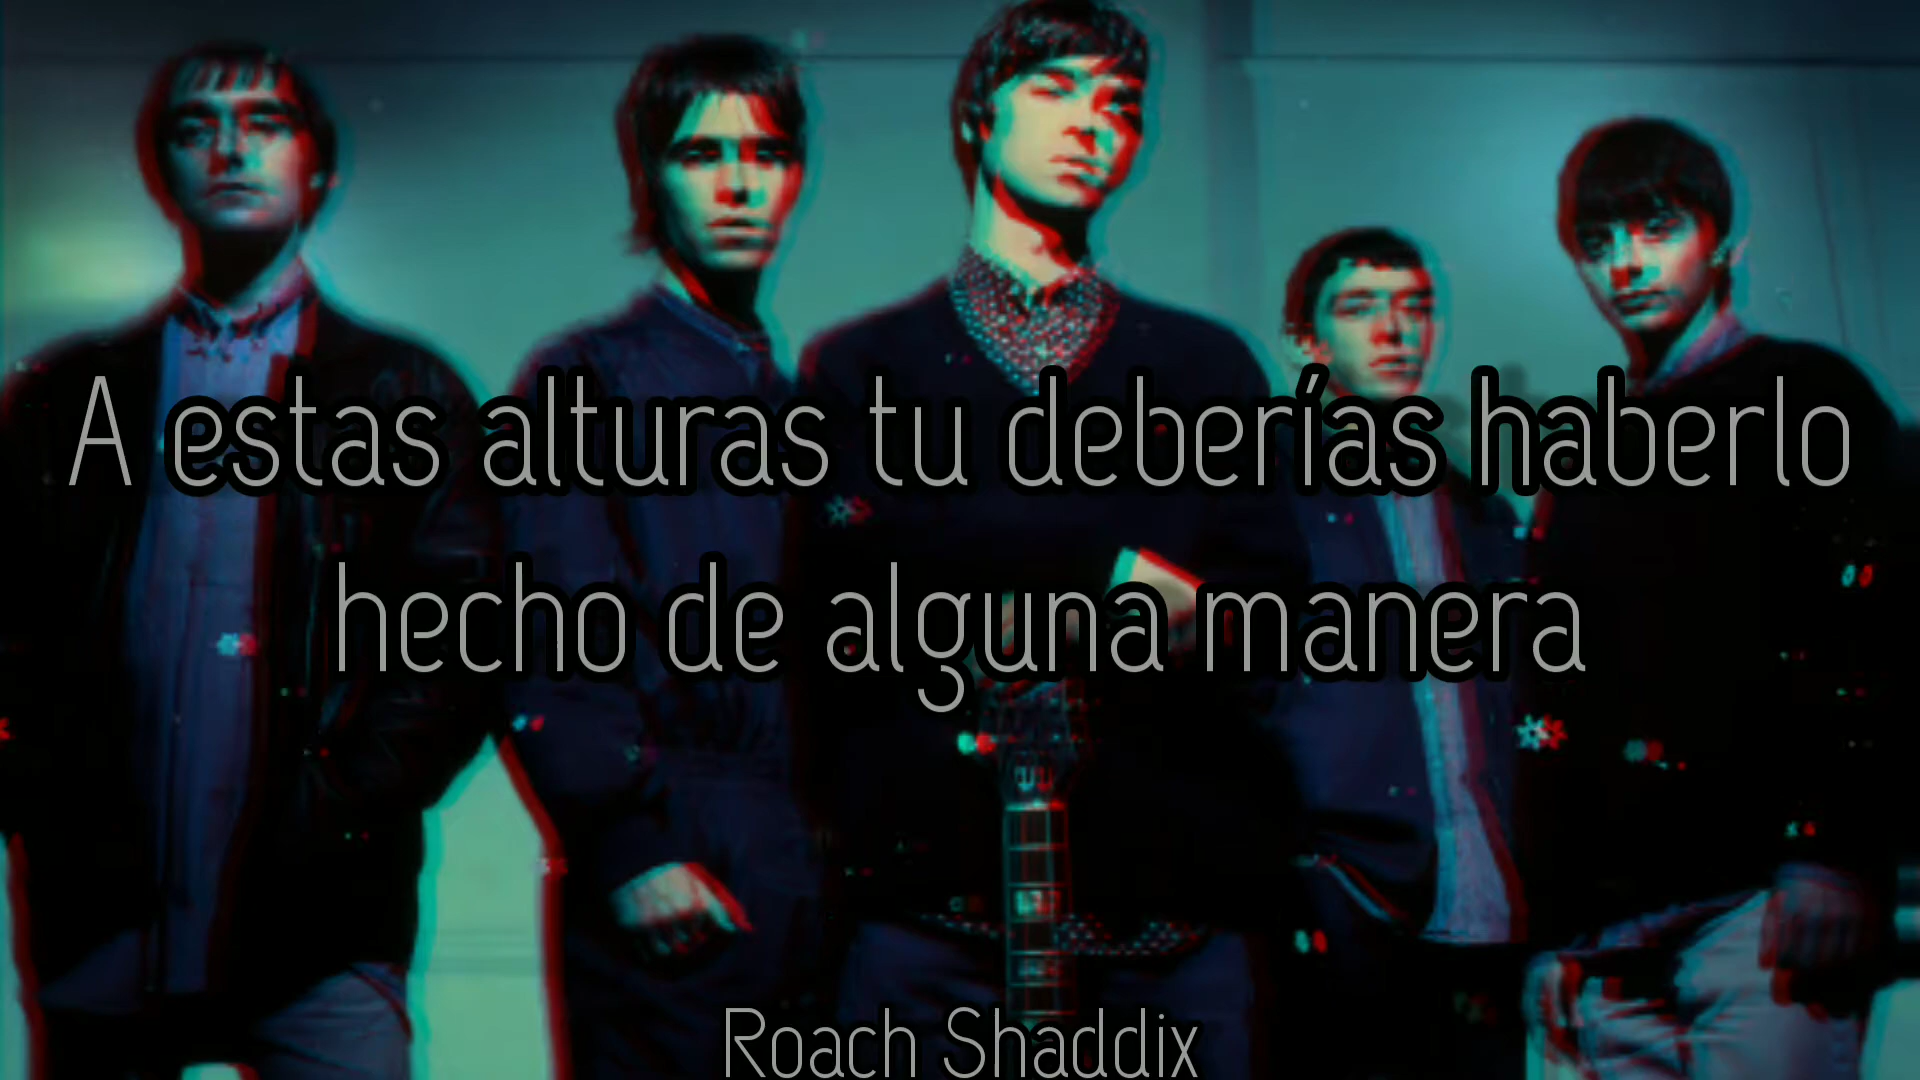 A estas alturas tu deberías haberlo
hecho de alguna manera
Roach Shaddix